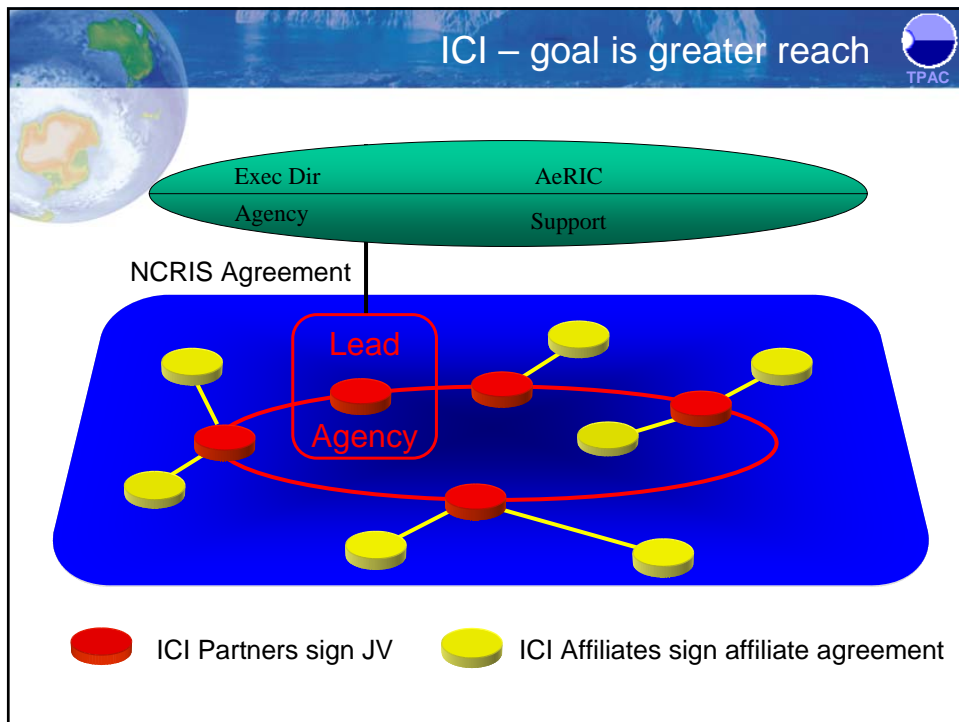 ICI – goal is greater reach
TPAC
Exec Dir
AeRIC
Agency
Support
NCRIS Agreement
Lead
Agency
ICI Partners sign JV
ICI Affiliates sign affiliate agreement